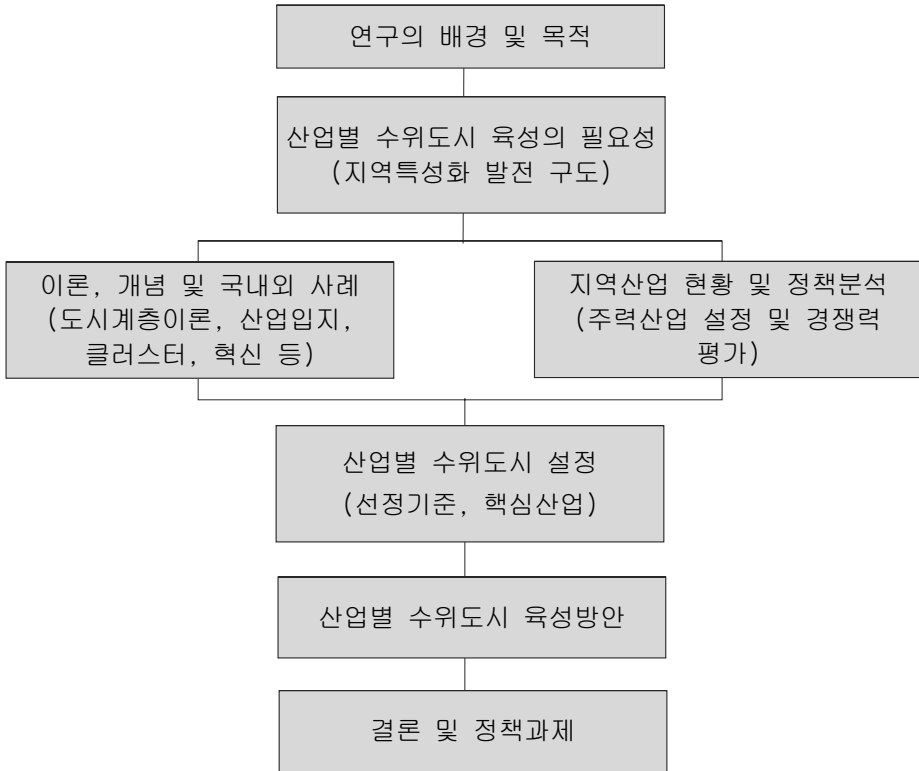 연구의 배경 및 목적
산업별 수위도시 육성의 필요성
(지역특성화 발전 구도)
이론, 개념 및 국내외 사례
(도시계층이론, 산업입지,
클러스터, 혁신 등)
지역산업 현황 및 정책분석
(주력산업 설정 및 경쟁력
평가)
산업별 수위도시 설정
(선정기준, 핵심산업)
산업별 수위도시 육성방안
결론 및 정책과제